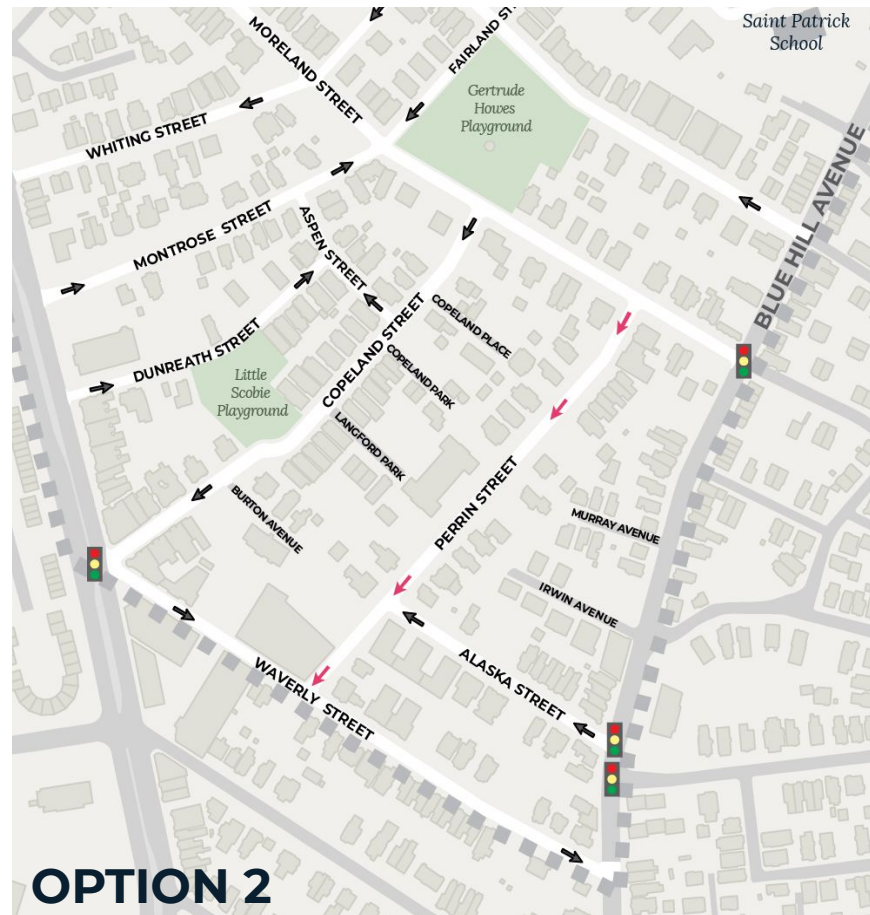 Saint Patrick
School
MORELAND STREET
FAIRLAND ST
Gertrude
Howes
Playground
WHITING STREET
BLUE HILL AVENUE
MONTROSE STREET
ASPEN STREET
COPELAND PLACE
DUNREATH STREET
COPELAND STREET
COPELAND PARK
Little
Scobie
Playground
LANGFORD PARK
PERRIN STREET
BURTON AVENUE
MURRAY AVENUE
IRWIN AVENUE
ALASKA STREET
WAVERLY STREET
OPTION 2